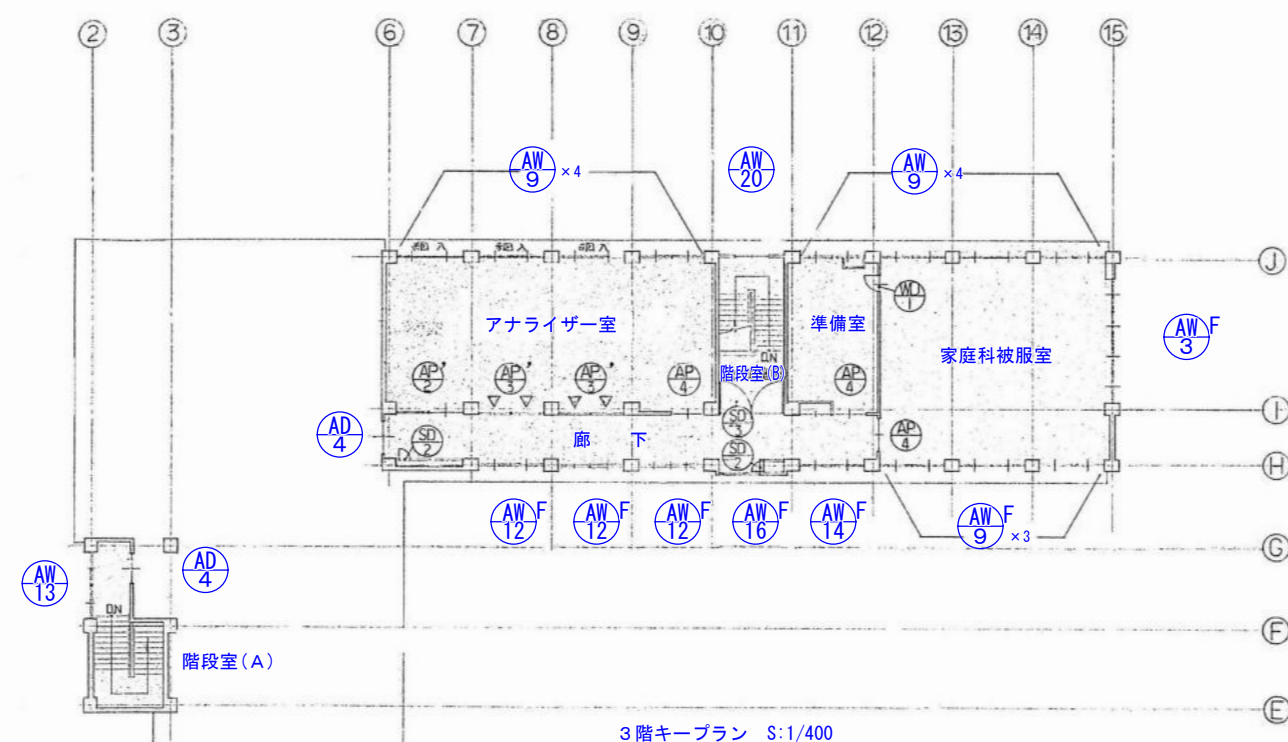 ② ③ ⑥ ⑦ ⑧ ⑨ ⑩ ⑪ ⑫ ⑬ ⑭ ⑮
AW
9 ×4
AW
20
AW
9 ×4
Ⓙ
WD
1
アナライザー室
準備室
家庭科被服室
AW F
3
DN
階段室(B)
AP'
2
AP'
3
AP'
3
AP
4
AP
4
Ⓘ
AD
4
SD
2
廊 下
SD
3
SD
2
AP
4
Ⓗ
AW F
12
AW F
12
AW F
12
AW F
16
AW F
14
AW F
9 ×3
Ⓖ
AW
13
AD
4
DN
Ⓕ
階段室(A)
Ⓔ
3階キープラン S:1/400